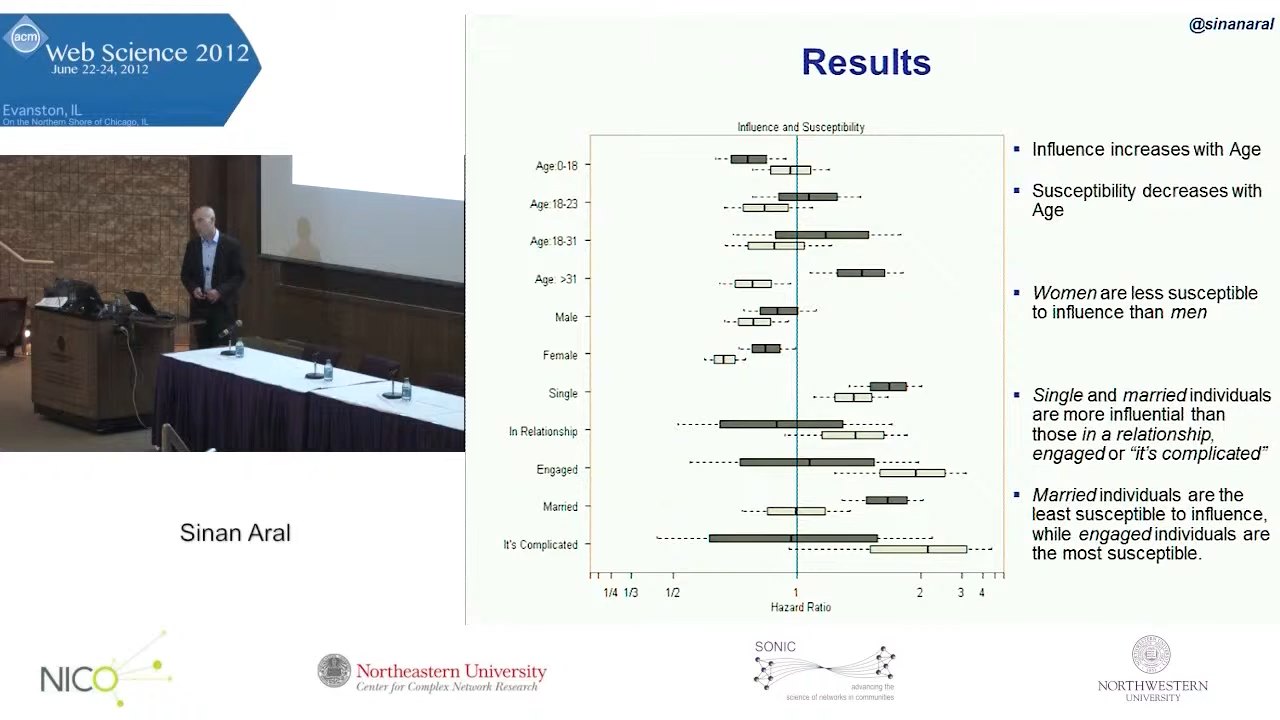 acm
Web Science 2012
June 22-24, 2012
Evanston, IL
On the Northern Shore of Chicago, IL
@sinanaral
Results
Influence and Susceptibility
Age:0-18
Age:18-23
Age:18-31
Age: >31
Male
Female
Single
In Relationship
Engaged
Married
It's Complicated
1/4 1/3 1/2 1 2 3 4
Hazard Ratio
▪ Influence increases with Age
▪ Susceptibility decreases with
Age
▪ Women are less susceptible
to influence than men
▪ Single and married individuals
are more influential than
those in a relationship,
engaged or “it’s complicated”
▪ Married individuals are the
least susceptible to influence,
while engaged individuals are
the most susceptible.
Sinan Aral
NICO
Northeastern University
Center for Complex Network Research
SONIC
advancing the
science of networks in communities
NORTHWESTERN
UNIVERSITY